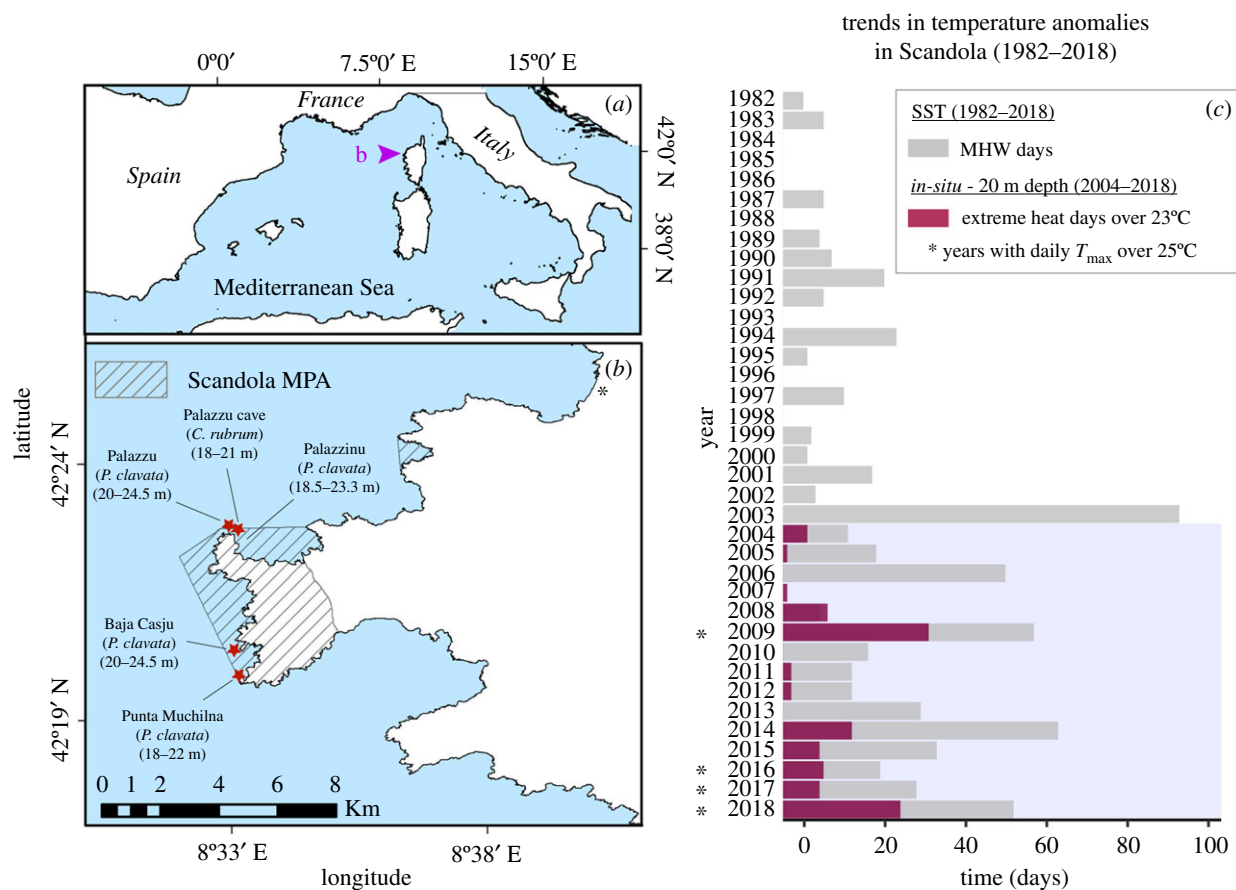 0º0′ E
7.5º0′ E
15º0′ E
France
(a)
b
Italy
Spain
42º0′ N
38º0′ N
Mediterranean Sea
Scandola MPA
(b)
*
Palazzu cave
(C. rubrum)
(18–21 m)
Palazzu
(P. clavata)
(20–24.5 m)
Palazzinu
(P. clavata)
(18.5–23.3 m)
Baja Casju
(P. clavata)
(20–24.5 m)
Punta Muchilna
(P. clavata)
(18–22 m)
0 2 4 6 8
Km
latitude
42º24′ N
42º19′ N
8º33′ E
8º38′ E
longitude
trends in temperature anomalies
in Scandola (1982–2018)
(c)
SST (1982–2018)
MHW days
in-situ - 20 m depth (2004–2018)
extreme heat days over 23ºC
* years with daily Tmax over 25ºC
year
1982
1983
1984
1985
1986
1987
1988
1989
1990
1991
1992
1993
1994
1995
1996
1997
1998
1999
2000
2001
2002
2003
2004
2005
2006
2007
2008
* 2009
2010
2011
2012
2013
2014
2015
* 2016
* 2017
* 2018
0 20 40 60 80 100
time (days)